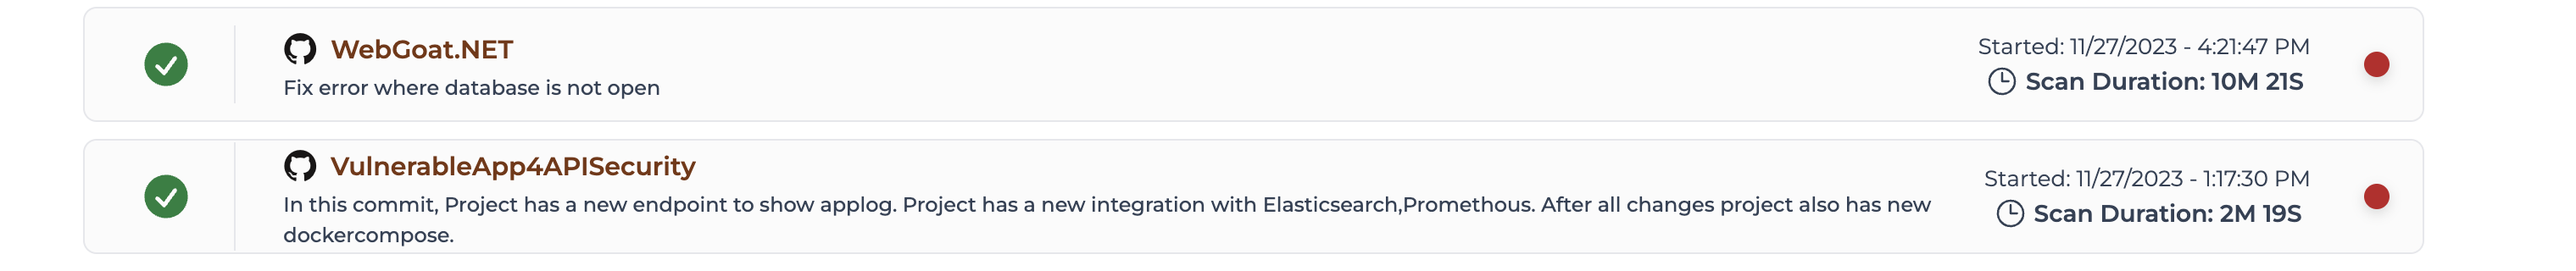 WebGoat.NET
Fix error where database is not open
Started: 11/27/2023 - 4:21:47 PM
Scan Duration: 10M 21S
VulnerableApp4APISecurity
In this commit, Project has a new endpoint to show applog. Project has a new integration with Elasticsearch,Promethous. After all changes project also has new
dockercompose.
Started: 11/27/2023 - 1:17:30 PM
Scan Duration: 2M 19S